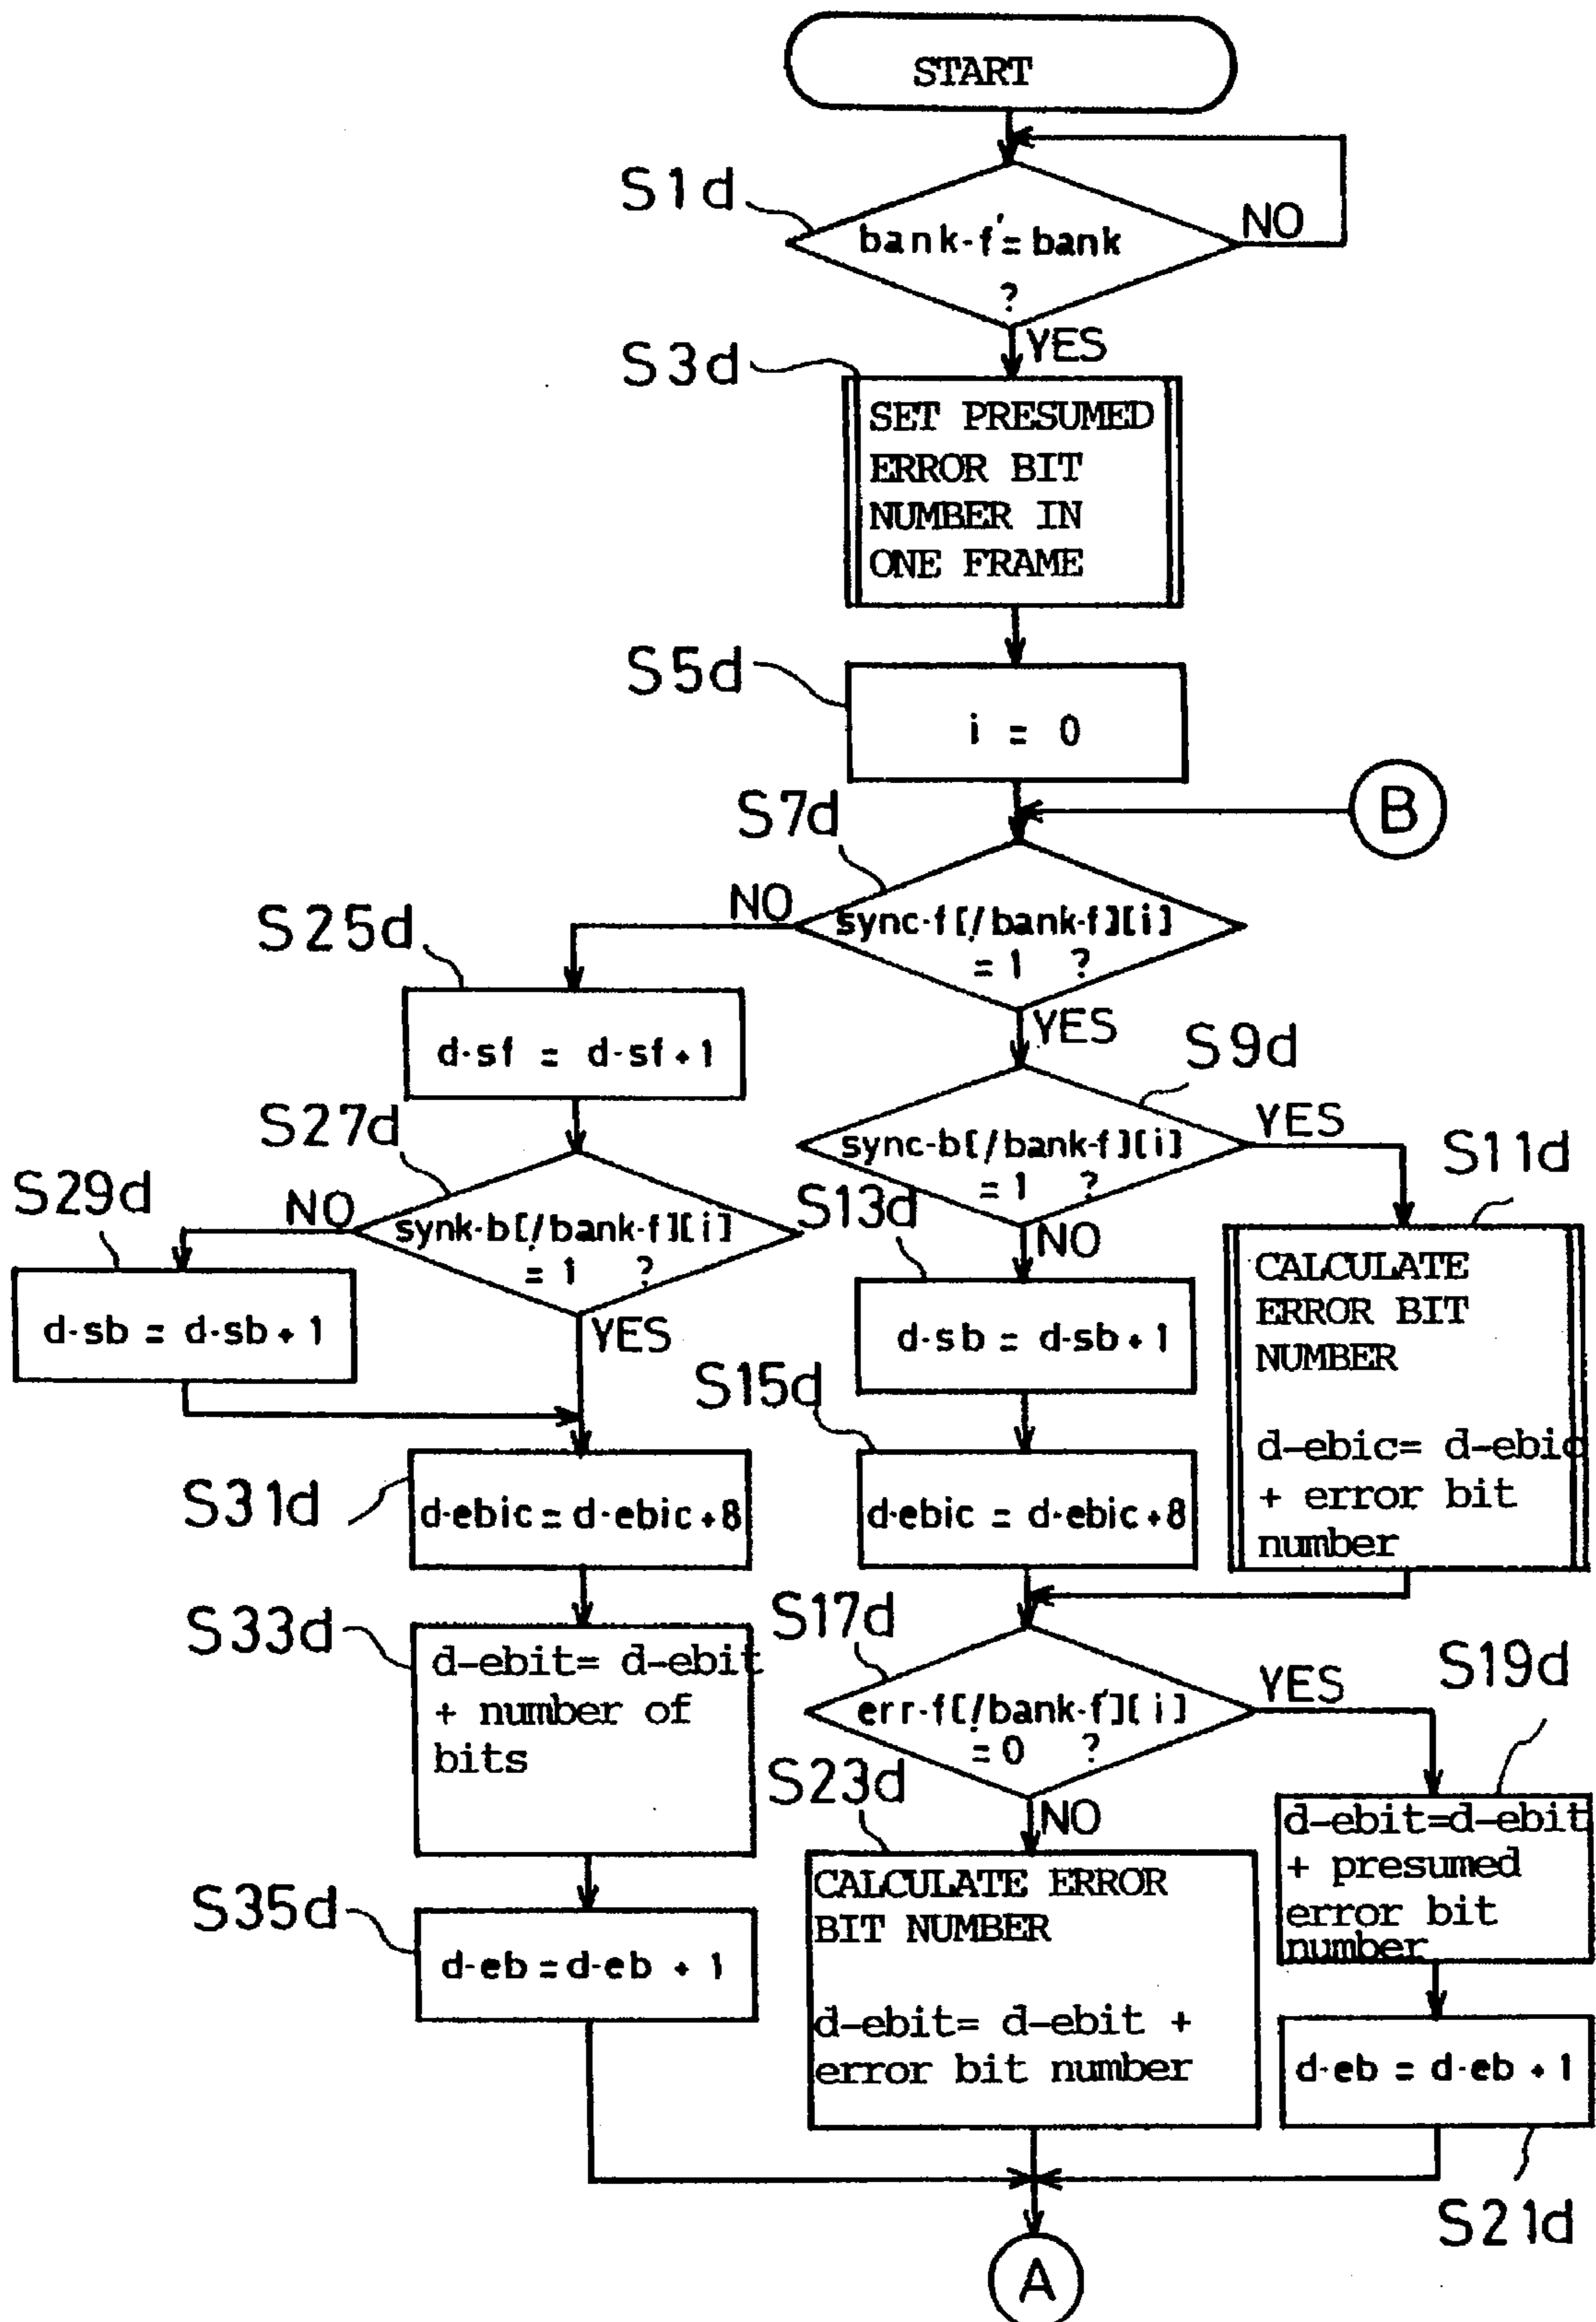 START
S1d
bank-f'=bank
?
NO
YES
S3d
SET PRESUMED
ERROR BIT
NUMBER IN
ONE FRAME
S5d
i = 0
B
S7d
sync-f[/bank-f][i]
=1 ?
NO
YES
S25d
d-sf = d-sf+1
S9d
sync-b[/bank-f][i]
=1 ?
YES
NO
S27d
synk-b[/bank-f][i]
=1 ?
NO
YES
S29d
d-sb = d-sb+1
S11d
CALCULATE
ERROR BIT
NUMBER
d-ebic= d-ebic
+ error bit
number
S13d
d-sb = d-sb+1
S15d
d-ebic = d-ebic+8
S31d
d-ebic=d-ebic+8
S33d
d-ebit= d-ebit
+ number of
bits
S35d
d-eb=d-eb + 1
S17d
err-f[/bank-f'][i]
=0 ?
YES
NO
S19d
d-ebit=d-ebit
+ presumed
error bit
number
S23d
CALCULATE ERROR
BIT NUMBER
d-ebit= d-ebit +
error bit number
d-eb = d-eb + 1
S21d
A